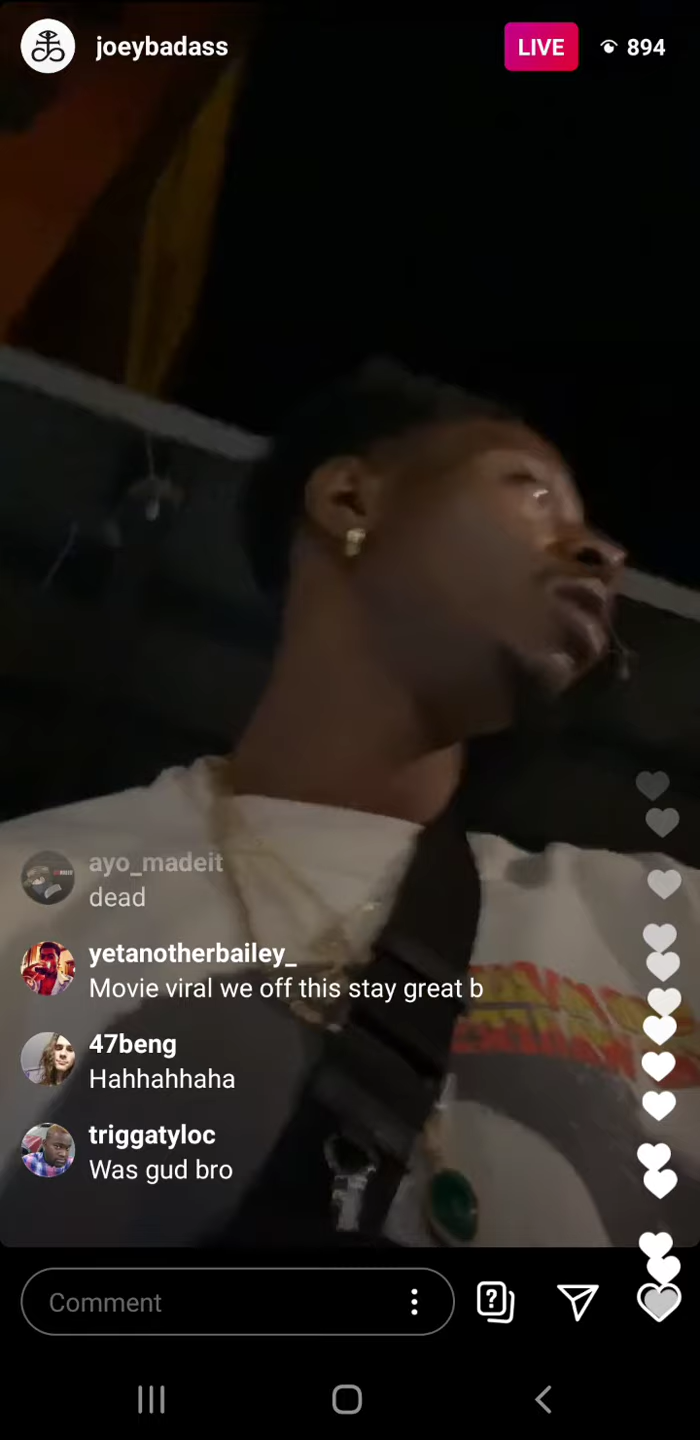 joeybadass
LIVE
894
ayo_madeit
dead
yetanotherbailey_
Movie viral we off this stay great b
47beng
Hahhahhaha
triggatyloc
Was gud bro
Comment
?